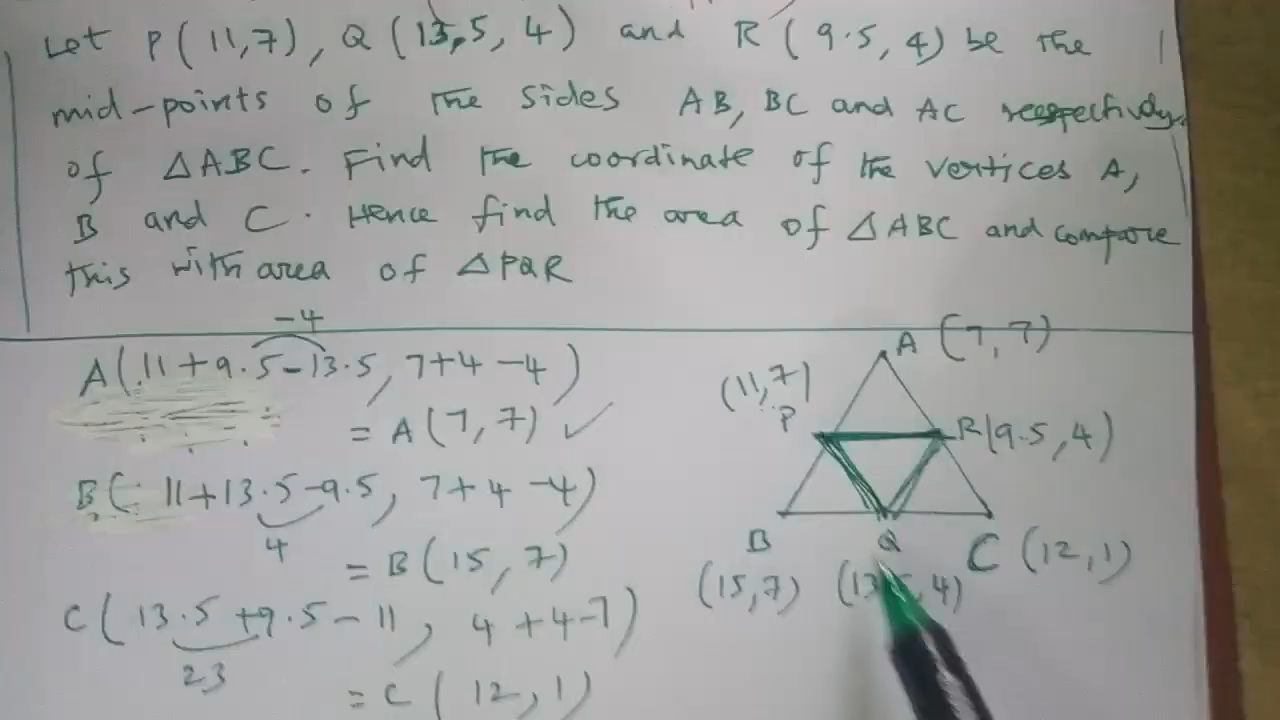 Let P(11,7), Q(13,5, 4) and R(9.5, 4) be the
mid-points of the sides AB, BC and AC respectively.
of △ABC. Find the coordinate of the vertices A,
B and C. Hence find the area of △ABC and compare
this with area of △PQR
-4
A(11+9.5-13.5, 7+4-4)
= A(7,7) ✓
B(11+13.5-9.5, 7+4-4)
4
= B(15,7)
C(13.5+9.5-11, 4+4-7)
23
= C(12,1)
A (7,7)
(11,7)
P
R(9.5,4)
B
Q
C (12,1)
(15,7)